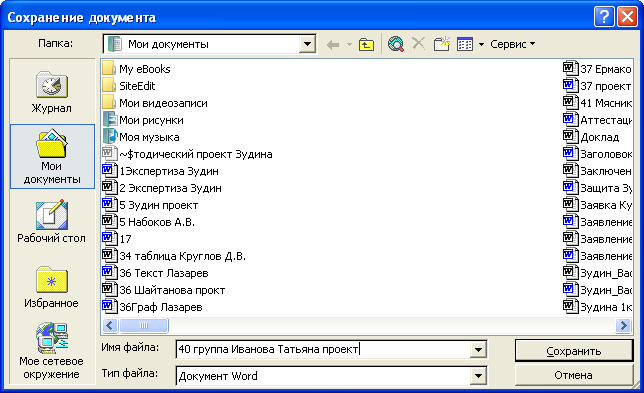 Сохранение документа
Папка:
Мои документы
Сервис
Журнал
Мои
документы
Рабочий стол
Избранное
Мое сетевое
окружение
My eBooks
SiteEdit
Мои видеозаписи
Мои рисунки
Моя музыка
~$тодический проект Зудина
1Экспертиза Зудин
2 Экспертиза Зудин
5 Зудин проект
5 Набоков А.В.
17
34 таблица Круглов Д.В.
36 Текст Лазарев
36 Шайтанова прокт
36Граф Лазарев
37 Ермако
37 проект
41 Мясник
Аттестаци
Доклад
Заголовок
Заключен
Защита Зу
Заявка Ку
Заявление
Заявление
Заявление
Зудин_Вас
Зудин_Вас
Зудина 1к
Имя файла:
40 группа Иванова Татьяна проект
Сохранить
Тип файла:
Документ Word
Отмена